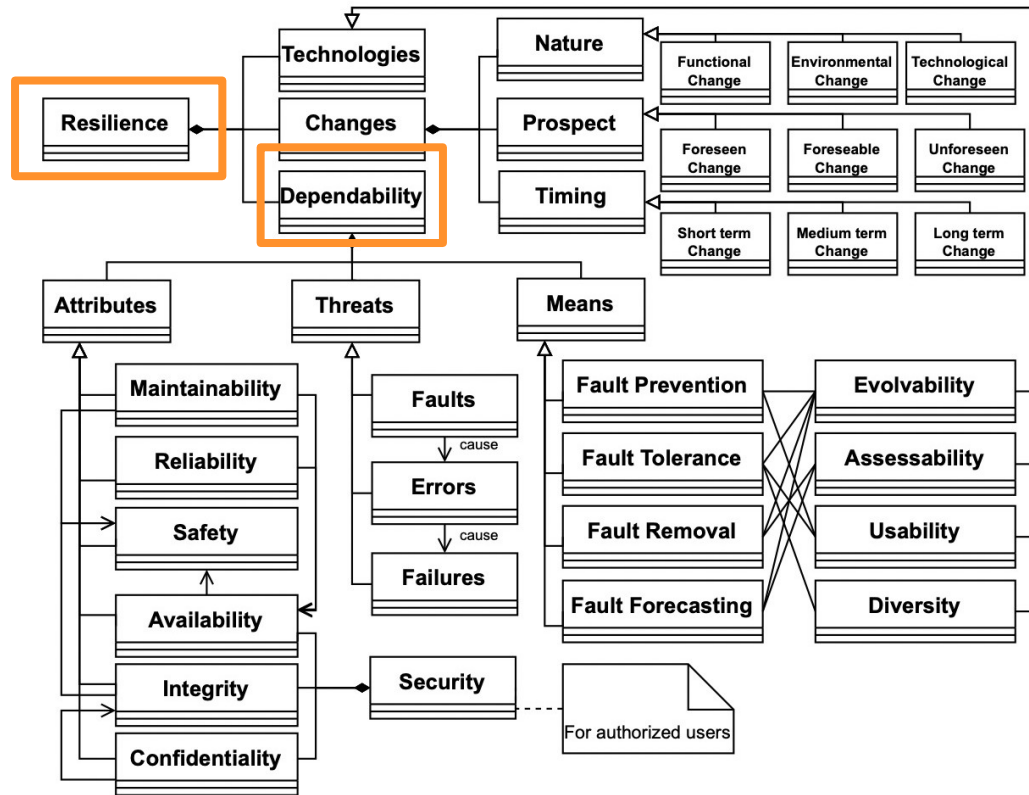 Technologies
Nature
Functional
Change
Environmental
Change
Technological
Change
Resilience
Changes
Prospect
Foreseen
Change
Foreseable
Change
Unforeseen
Change
Dependability
Timing
Short term
Change
Medium term
Change
Long term
Change
Attributes
Threats
Means
Maintainability
Reliability
Safety
Availability
Integrity
Confidentiality
Faults
cause
Errors
cause
Failures
Security
For authorized users
Fault Prevention
Fault Tolerance
Fault Removal
Fault Forecasting
Evolvability
Assessability
Usability
Diversity